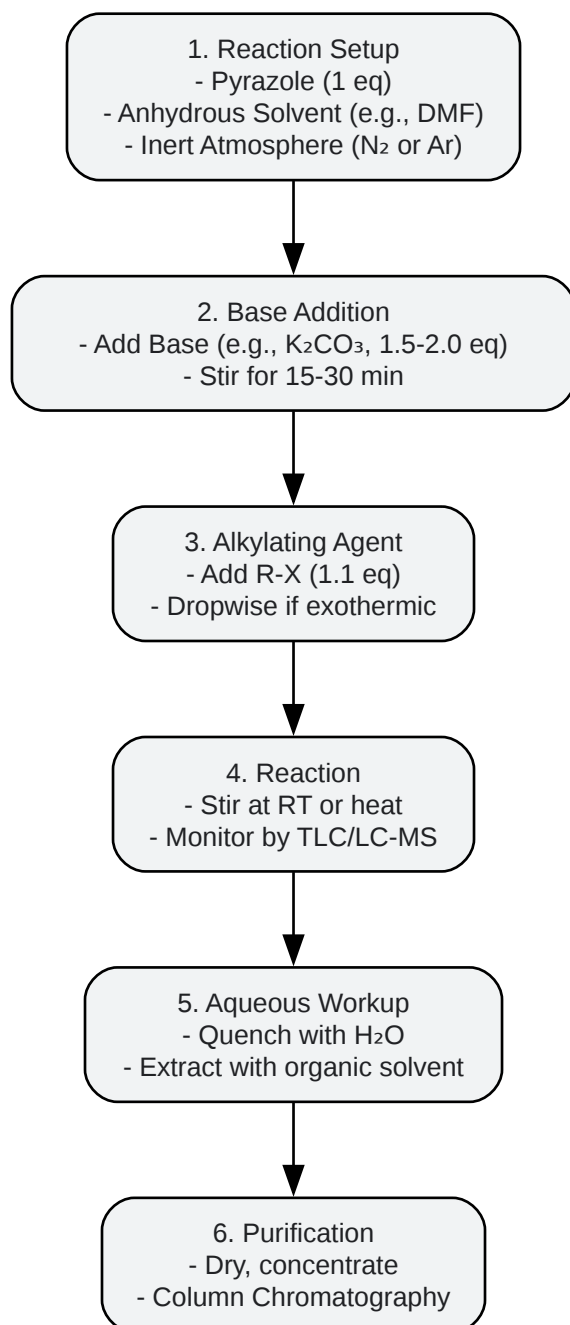 1. Reaction Setup
- Pyrazole (1 eq)
- Anhydrous Solvent (e.g., DMF)
- Inert Atmosphere (N₂ or Ar)
2. Base Addition
- Add Base (e.g., K₂CO₃, 1.5-2.0 eq)
- Stir for 15-30 min
3. Alkylating Agent
- Add R-X (1.1 eq)
- Dropwise if exothermic
4. Reaction
- Stir at RT or heat
- Monitor by TLC/LC-MS
5. Aqueous Workup
- Quench with H₂O
- Extract with organic solvent
6. Purification
- Dry, concentrate
- Column Chromatography